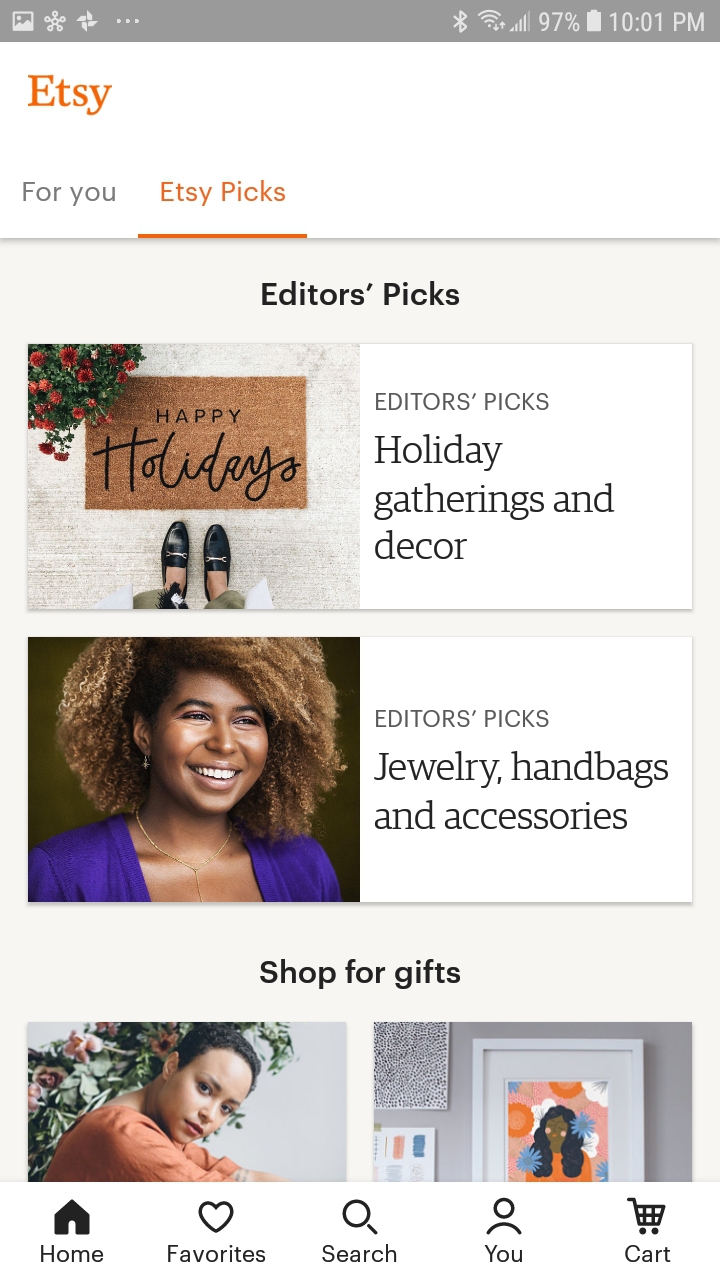 97% 10:01 PM
Etsy
For you Etsy Picks
Editors’ Picks
HAPPY
Holidays
EDITORS’ PICKS
Holiday
gatherings and
decor
EDITORS’ PICKS
Jewelry, handbags
and accessories
Shop for gifts
Home Favorites Search You Cart